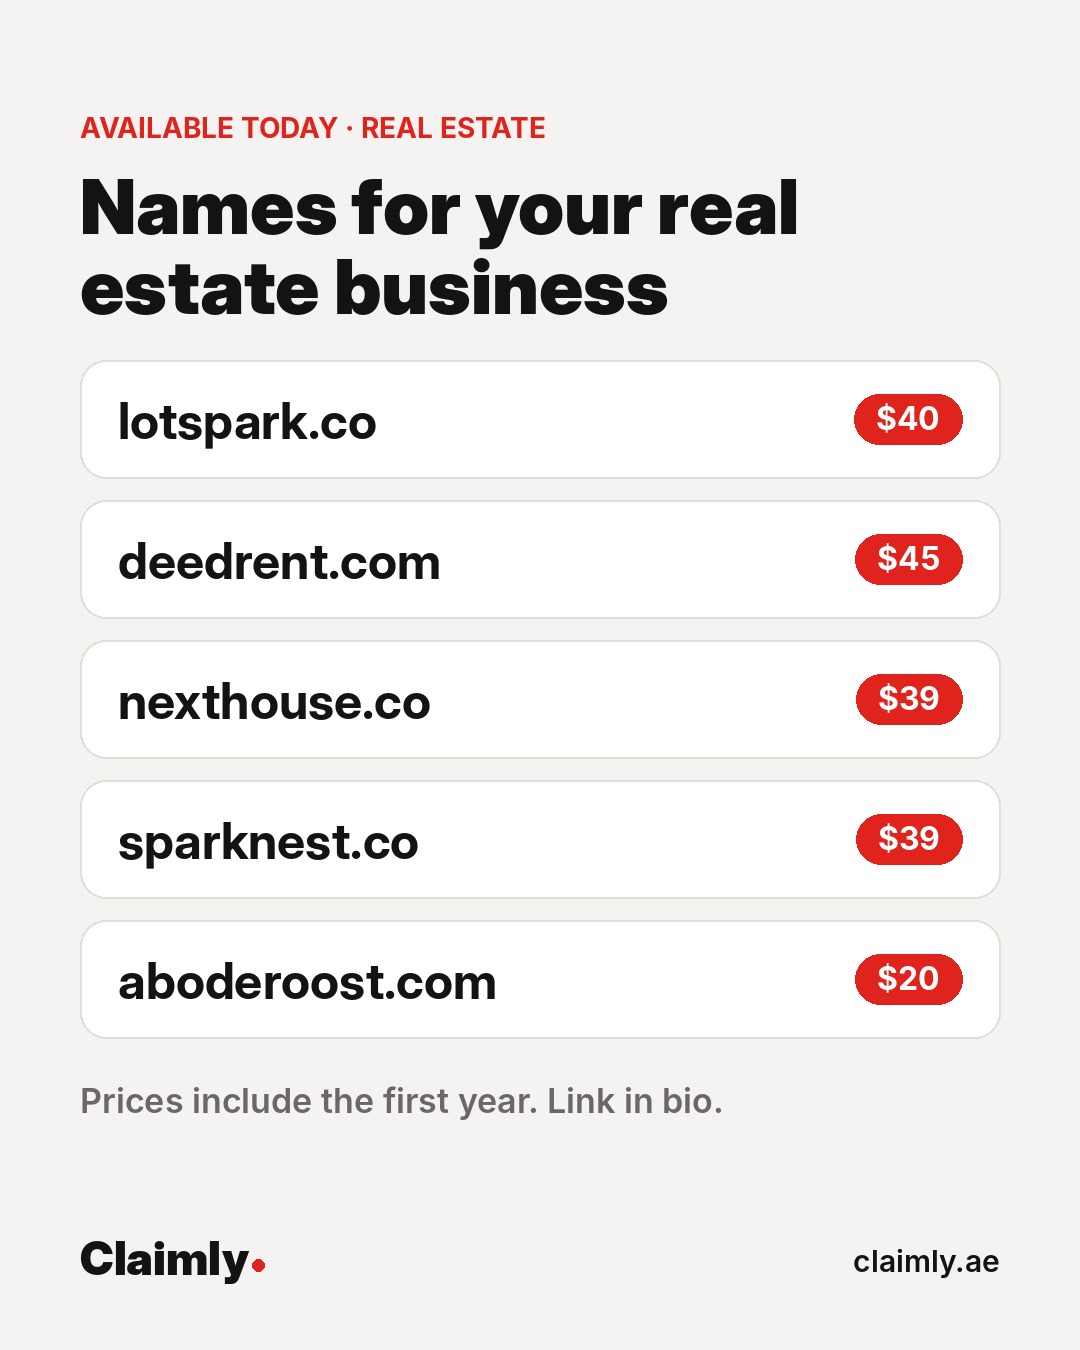 AVAILABLE TODAY · REAL ESTATE
Names for your real
estate business
lotspark.co
$40
deedrent.com
$45
nexthouse.co
$39
sparknest.co
$39
aboderoost.com
$20
Prices include the first year. Link in bio.
Claimly.
claimly.ae